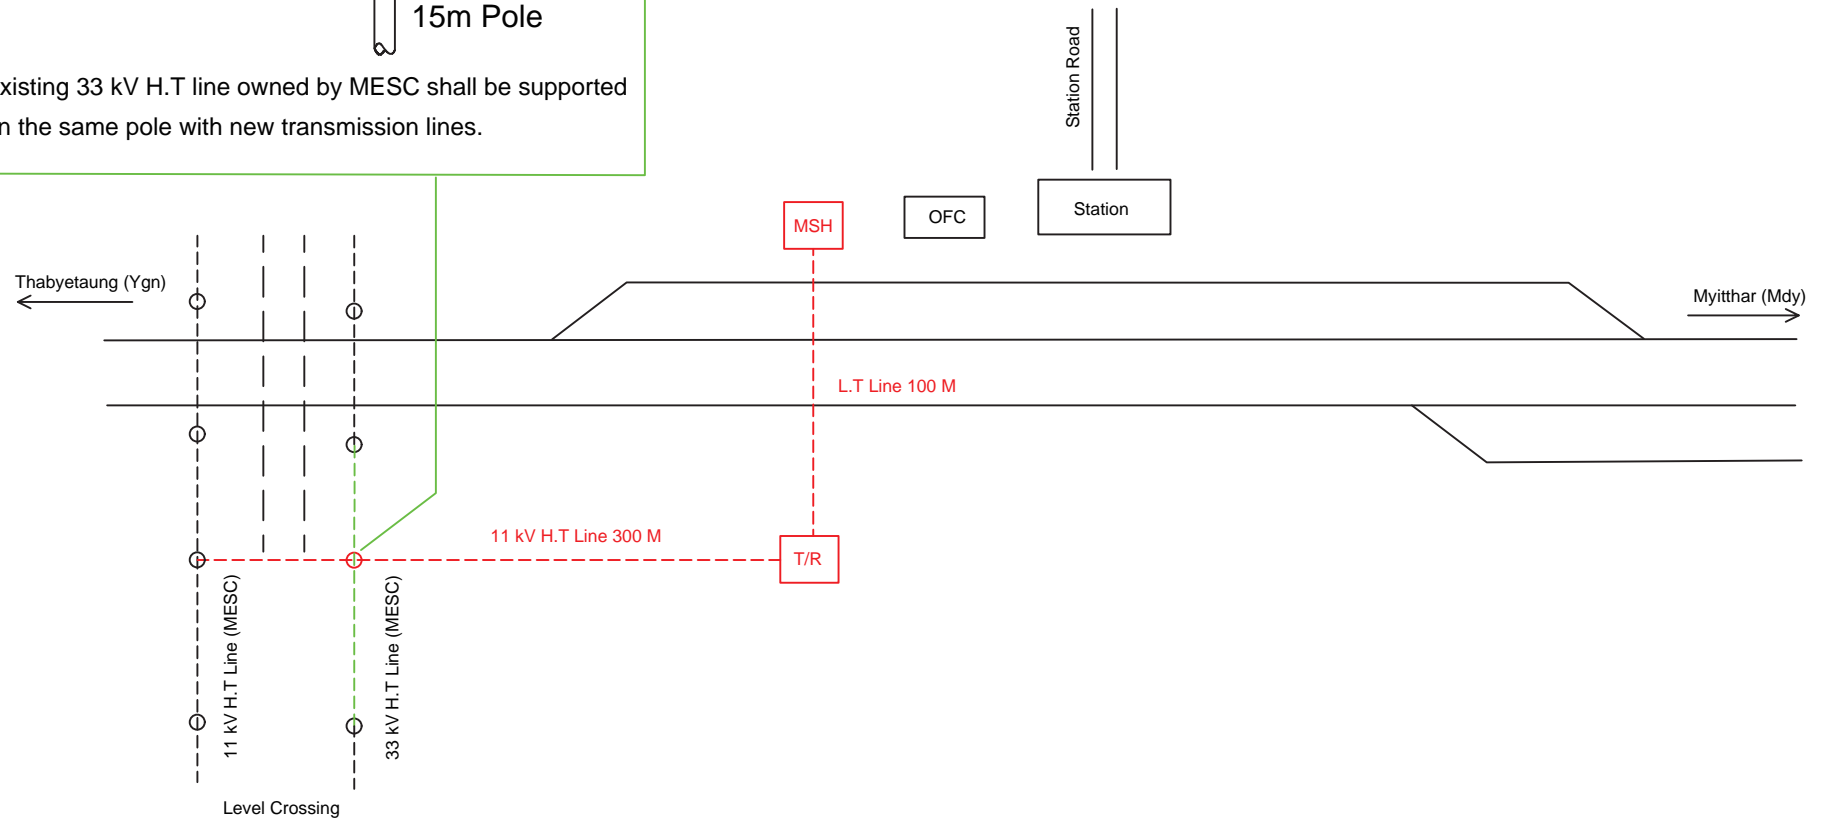 15m Pole
xisting 33 kV H.T line owned by MESC shall be supported
n the same pole with new transmission lines.
Station Road
MSH
OFC
Station
Thabyetaung (Ygn)
Myitthar (Mdy)
L.T Line 100 M
11 kV H.T Line 300 M
T/R
11 kV H.T Line (MESC)
33 kV H.T Line (MESC)
Level Crossing